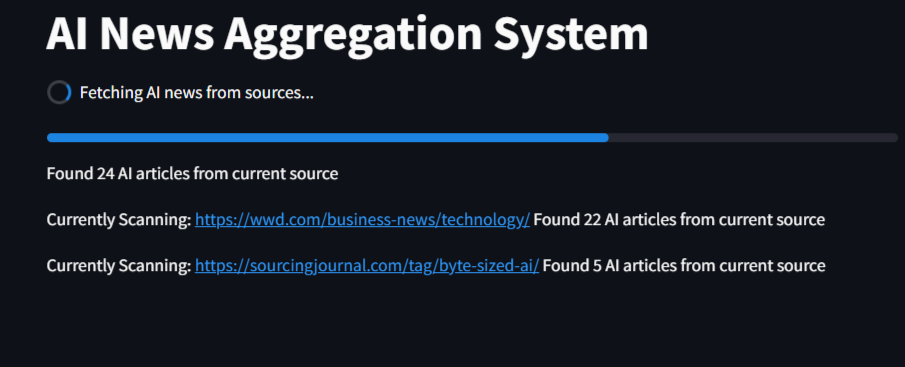 AI News Aggregation System
Fetching AI news from sources...
Found 24 AI articles from current source
Currently Scanning: https://wwd.com/business-news/technology/ Found 22 AI articles from current source
Currently Scanning: https://sourcingjournal.com/tag/byte-sized-ai/ Found 5 AI articles from current source